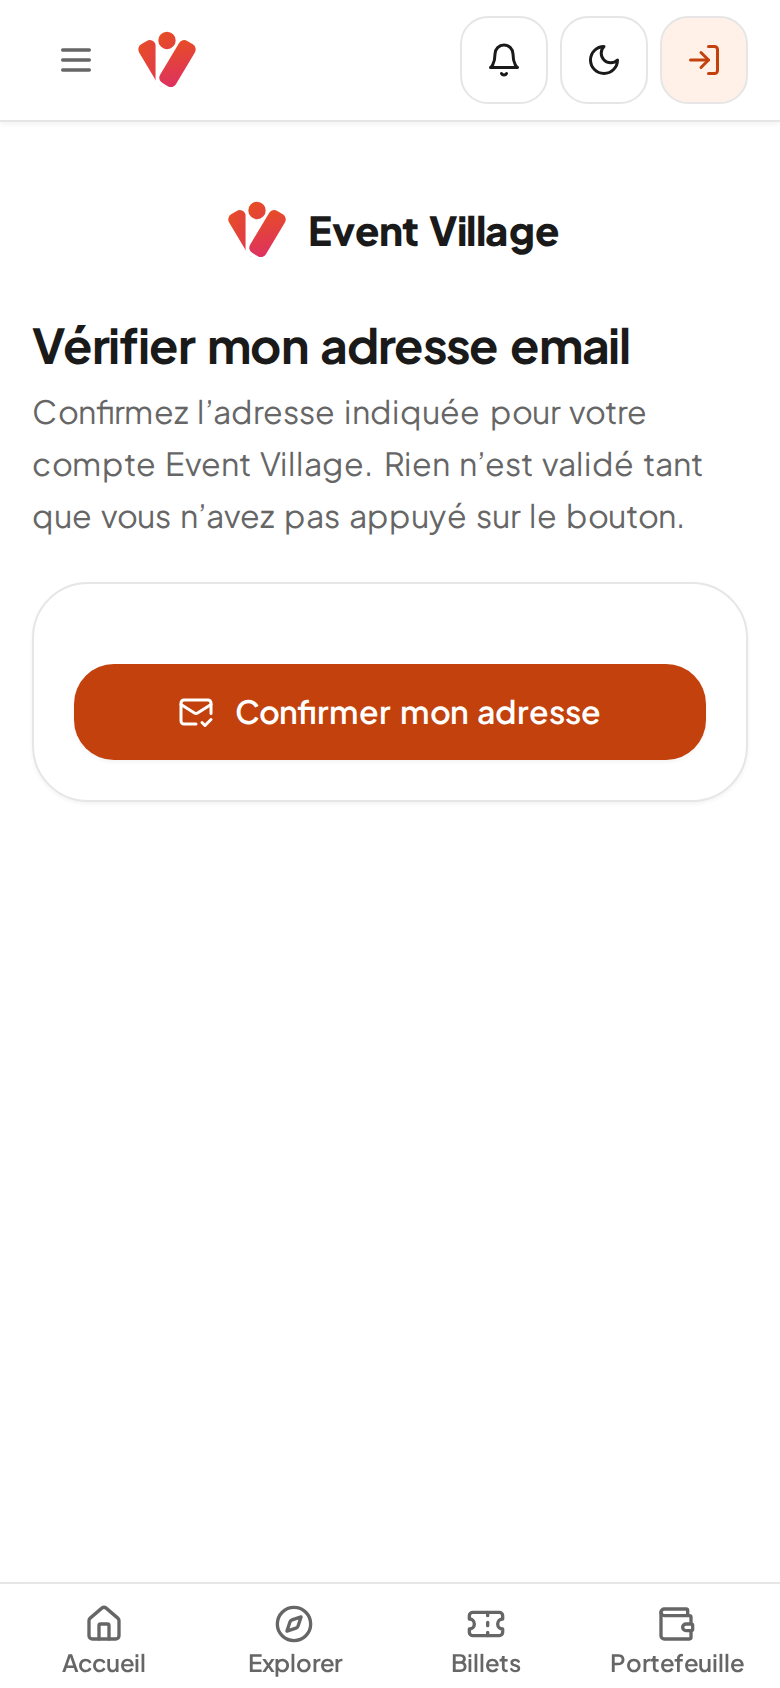 Event Village
Vérifier mon adresse email
Confirmez l’adresse indiquée pour votre
compte Event Village. Rien n’est validé tant
que vous n’avez pas appuyé sur le bouton.
Confirmer mon adresse
Accueil
Explorer
Billets
Portefeuille